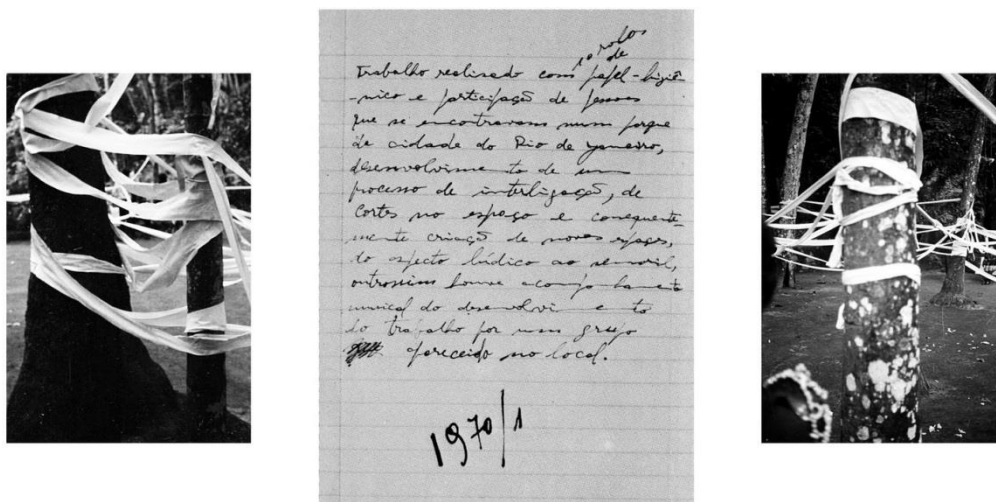 10 rolos
de
trabalho realizado com papel-higiê-
-nico e participação de pessoas
que se encontravam num parque
da cidade do Rio de yaneiro,
desenvolvimento de um
processo de interligação, de
cortes no espaço e consequente-
mente criação de novos espaços,
do aspecto lúdico ao sensorial,
outrossim houve acompanhamento
musical do desenvolvimento
do trabalho por um grupo
aparecido no local.
1970/1